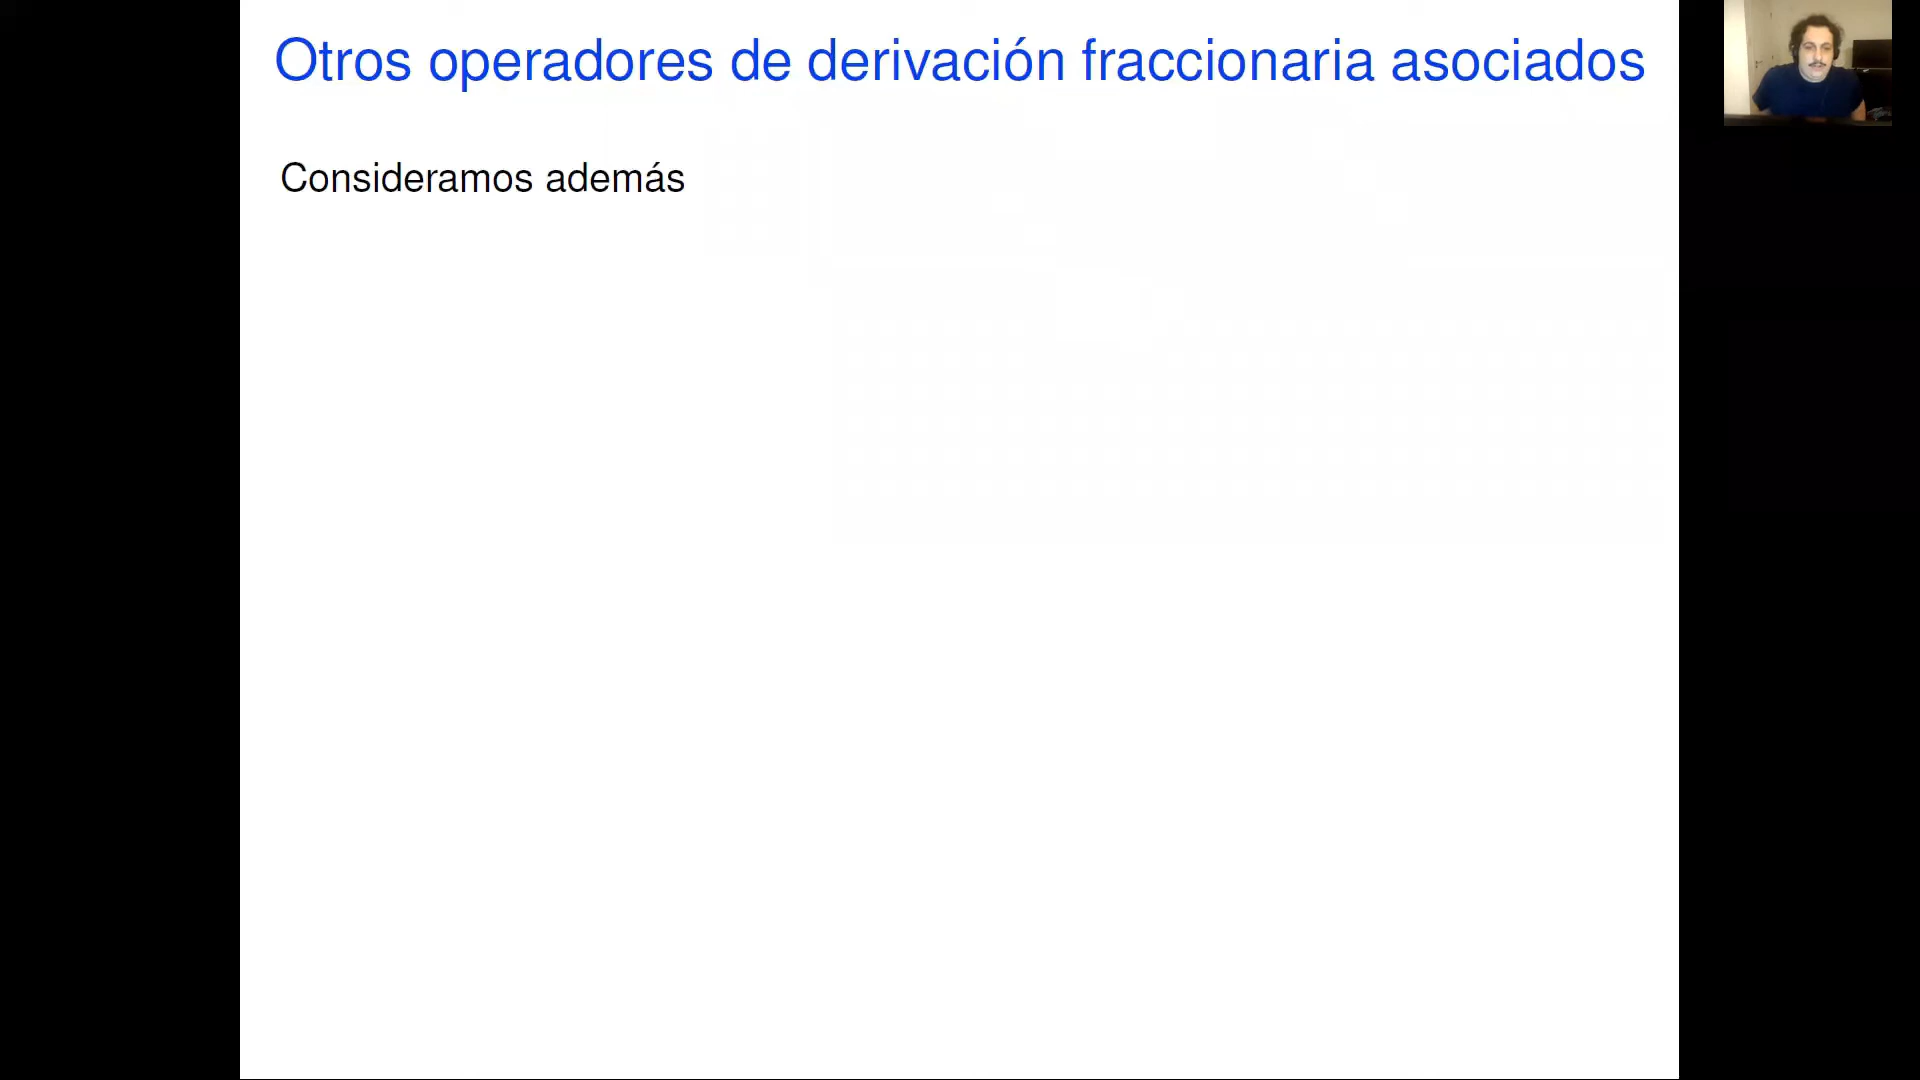 Otros operadores de derivación fraccionaria asociados
Consideramos además